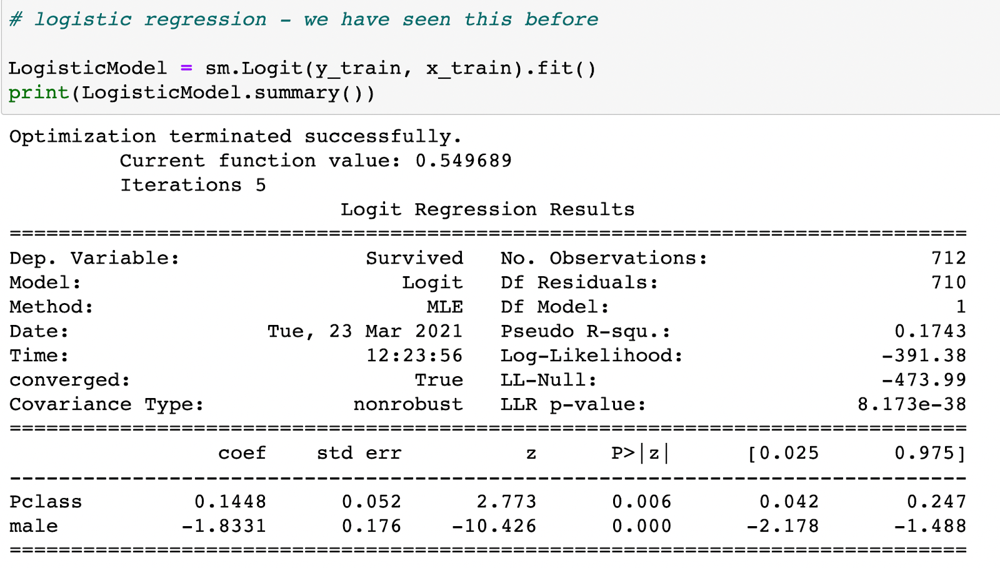 # logistic regression - we have seen this before
LogisticModel = sm.Logit(y_train, x_train).fit()
print(LogisticModel.summary())
Optimization terminated successfully.
         Current function value: 0.549689
         Iterations 5
                           Logit Regression Results
==============================================================================
Dep. Variable:               Survived   No. Observations:                  712
Model:                          Logit   Df Residuals:                      710
Method:                           MLE   Df Model:                            1
Date:                Tue, 23 Mar 2021   Pseudo R-squ.:                  0.1743
Time:                        12:23:56   Log-Likelihood:                -391.38
converged:                       True   LL-Null:                       -473.99
Covariance Type:            nonrobust   LLR p-value:                 8.173e-38
==============================================================================
                 coef    std err          z      P>|z|      [0.025      0.975]
------------------------------------------------------------------------------
Pclass         0.1448      0.052      2.773      0.006       0.042       0.247
male          -1.8331      0.176    -10.426      0.000      -2.178      -1.488
==============================================================================